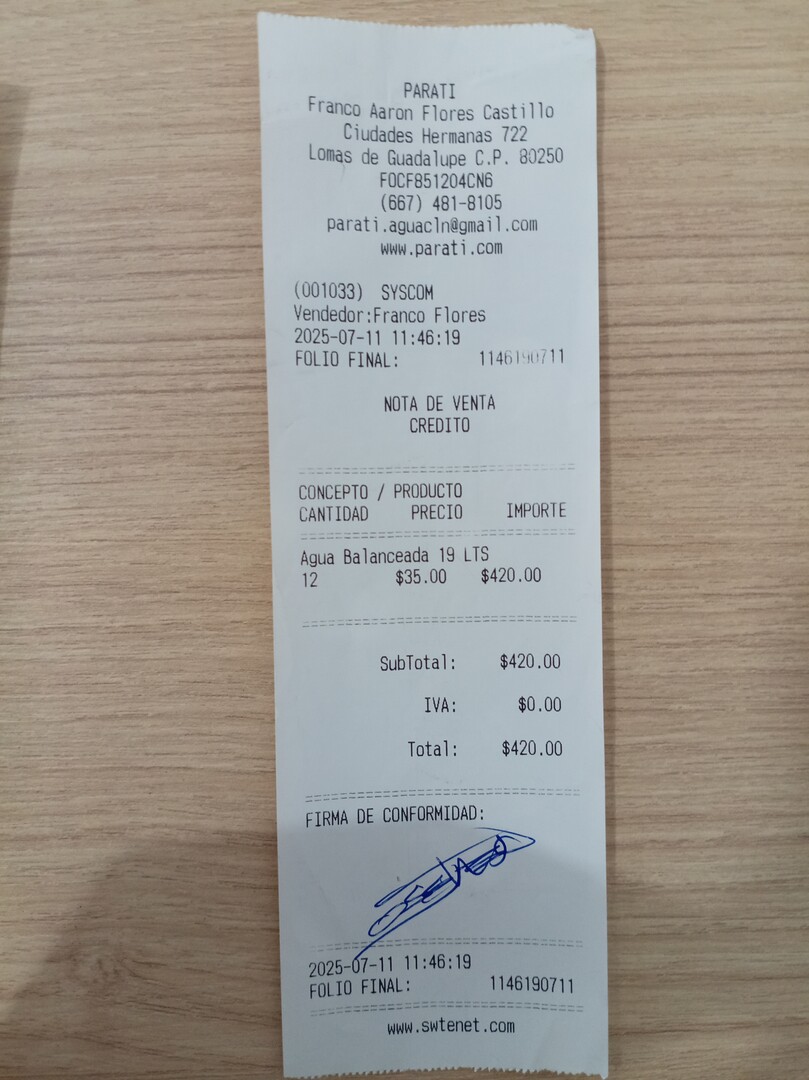 PARATI
Franco Aaron Flores Castillo
Ciudades Hermanas 722
Lomas de Guadalupe C.P. 80250
FOCF851204CN6
(667) 481-8105
parati.aguacln@gmail.com
www.parati.com
(001033) SYSCOM
Vendedor:Franco Flores
2025-07-11 11:46:19
FOLIO FINAL: 1146190711
NOTA DE VENTA
CREDITO
CONCEPTO / PRODUCTO
CANTIDAD PRECIO IMPORTE
Agua Balanceada 19 LTS
12 $35.00 $420.00
SubTotal: $420.00
IVA: $0.00
Total: $420.00
FIRMA DE CONFORMIDAD:
2025-07-11 11:46:19
FOLIO FINAL: 1146190711
www.swtenet.com